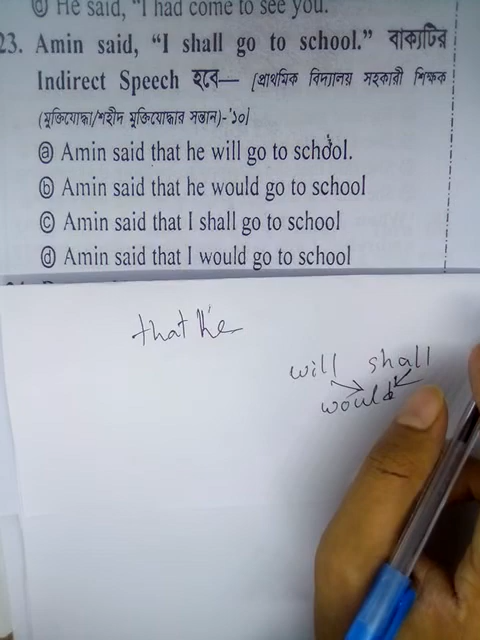 ⓓ He said, "I had come to see you.
23. Amin said, “I shall go to school.” বাক্যটির
Indirect Speech হবে— [প্রাথমিক বিদ্যালয় সহকারী শিক্ষক
(মুক্তিযোদ্ধা/শহীদ মুক্তিযোদ্ধার সন্তান)-'১০]
ⓐ Amin said that he will go to school.
ⓑ Amin said that he would go to school
ⓒ Amin said that I shall go to school
ⓓ Amin said that I would go to school
that he
will shall
would